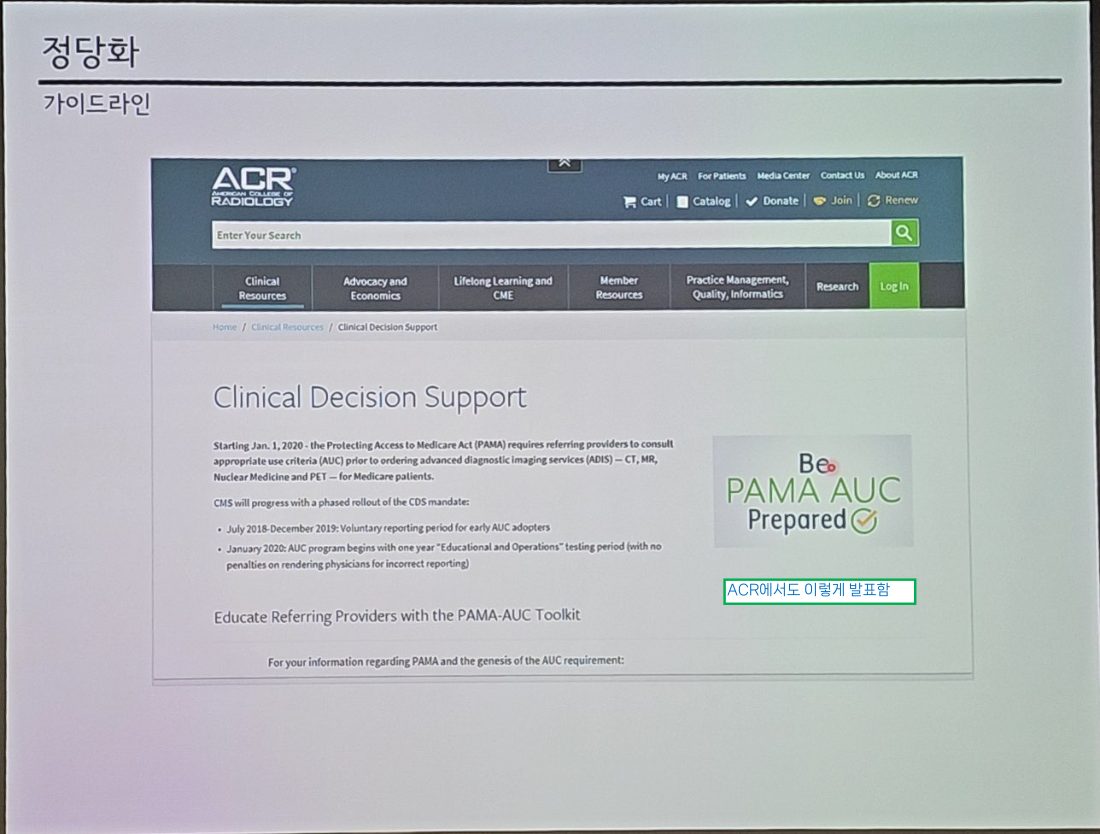 정당화
가이드라인
ACR®
AMERICAN COLLEGE OF
RADIOLOGY
My ACR For Patients Media Center Contact Us About ACR
Cart | Catalog | Donate | Join | Renew
Enter Your Search
Clinical Resources
Advocacy and Economics
Lifelong Learning and CME
Member Resources
Practice Management, Quality, Informatics
Research
Log In
Home / Clinical Resources / Clinical Decision Support
Clinical Decision Support
Starting Jan. 1, 2020 - the Protecting Access to Medicare Act (PAMA) requires referring providers to consult
appropriate use criteria (AUC) prior to ordering advanced diagnostic imaging services (ADIS) — CT, MR,
Nuclear Medicine and PET — for Medicare patients.
CMS will progress with a phased rollout of the CDS mandate:
• July 2018-December 2019: Voluntary reporting period for early AUC adopters
• January 2020: AUC program begins with one year "Educational and Operations" testing period (with no
penalties on rendering physicians for incorrect reporting)
Be
PAMA AUC
Prepared
ACR에서도 이렇게 발표함
Educate Referring Providers with the PAMA-AUC Toolkit
For your information regarding PAMA and the genesis of the AUC requirement: